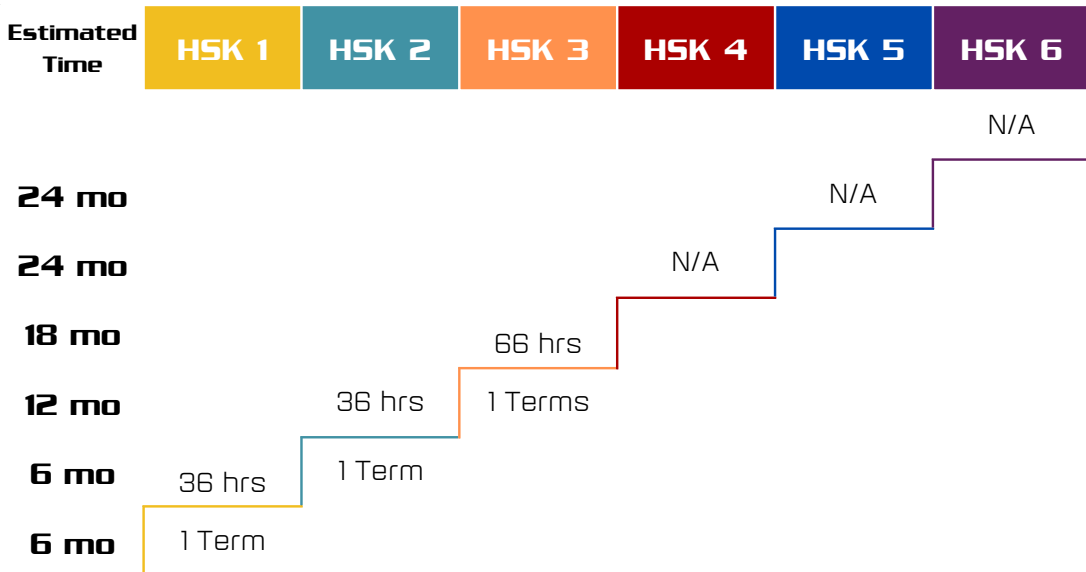 Estimated
Time
HSK 1
HSK 2
HSK 3
HSK 4
HSK 5
HSK 6
N/A
24 mo
N/A
24 mo
N/A
18 mo
66 hrs
12 mo
36 hrs
1 Terms
6 mo
36 hrs
1 Term
6 mo
1 Term